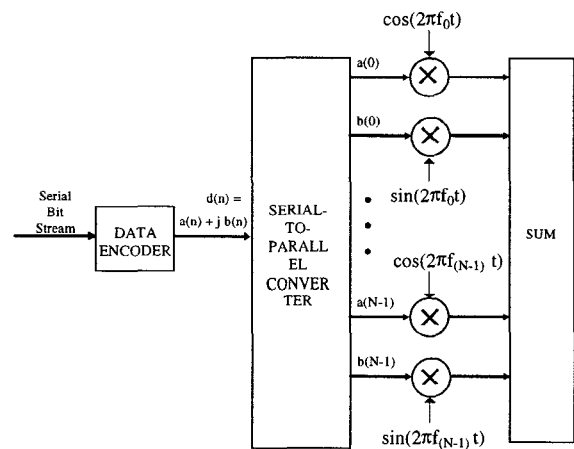 cos(2πf₀t)
a(0)
b(0)
sin(2πf₀t)
Serial
Bit
Stream
DATA
ENCODER
d(n) =
a(n) + j b(n)
SERIAL-
TO-
PARALL
EL
CONVER
TER
SUM
cos(2πf₍N-1₎ t)
a(N-1)
b(N-1)
sin(2πf₍N-1₎ t)